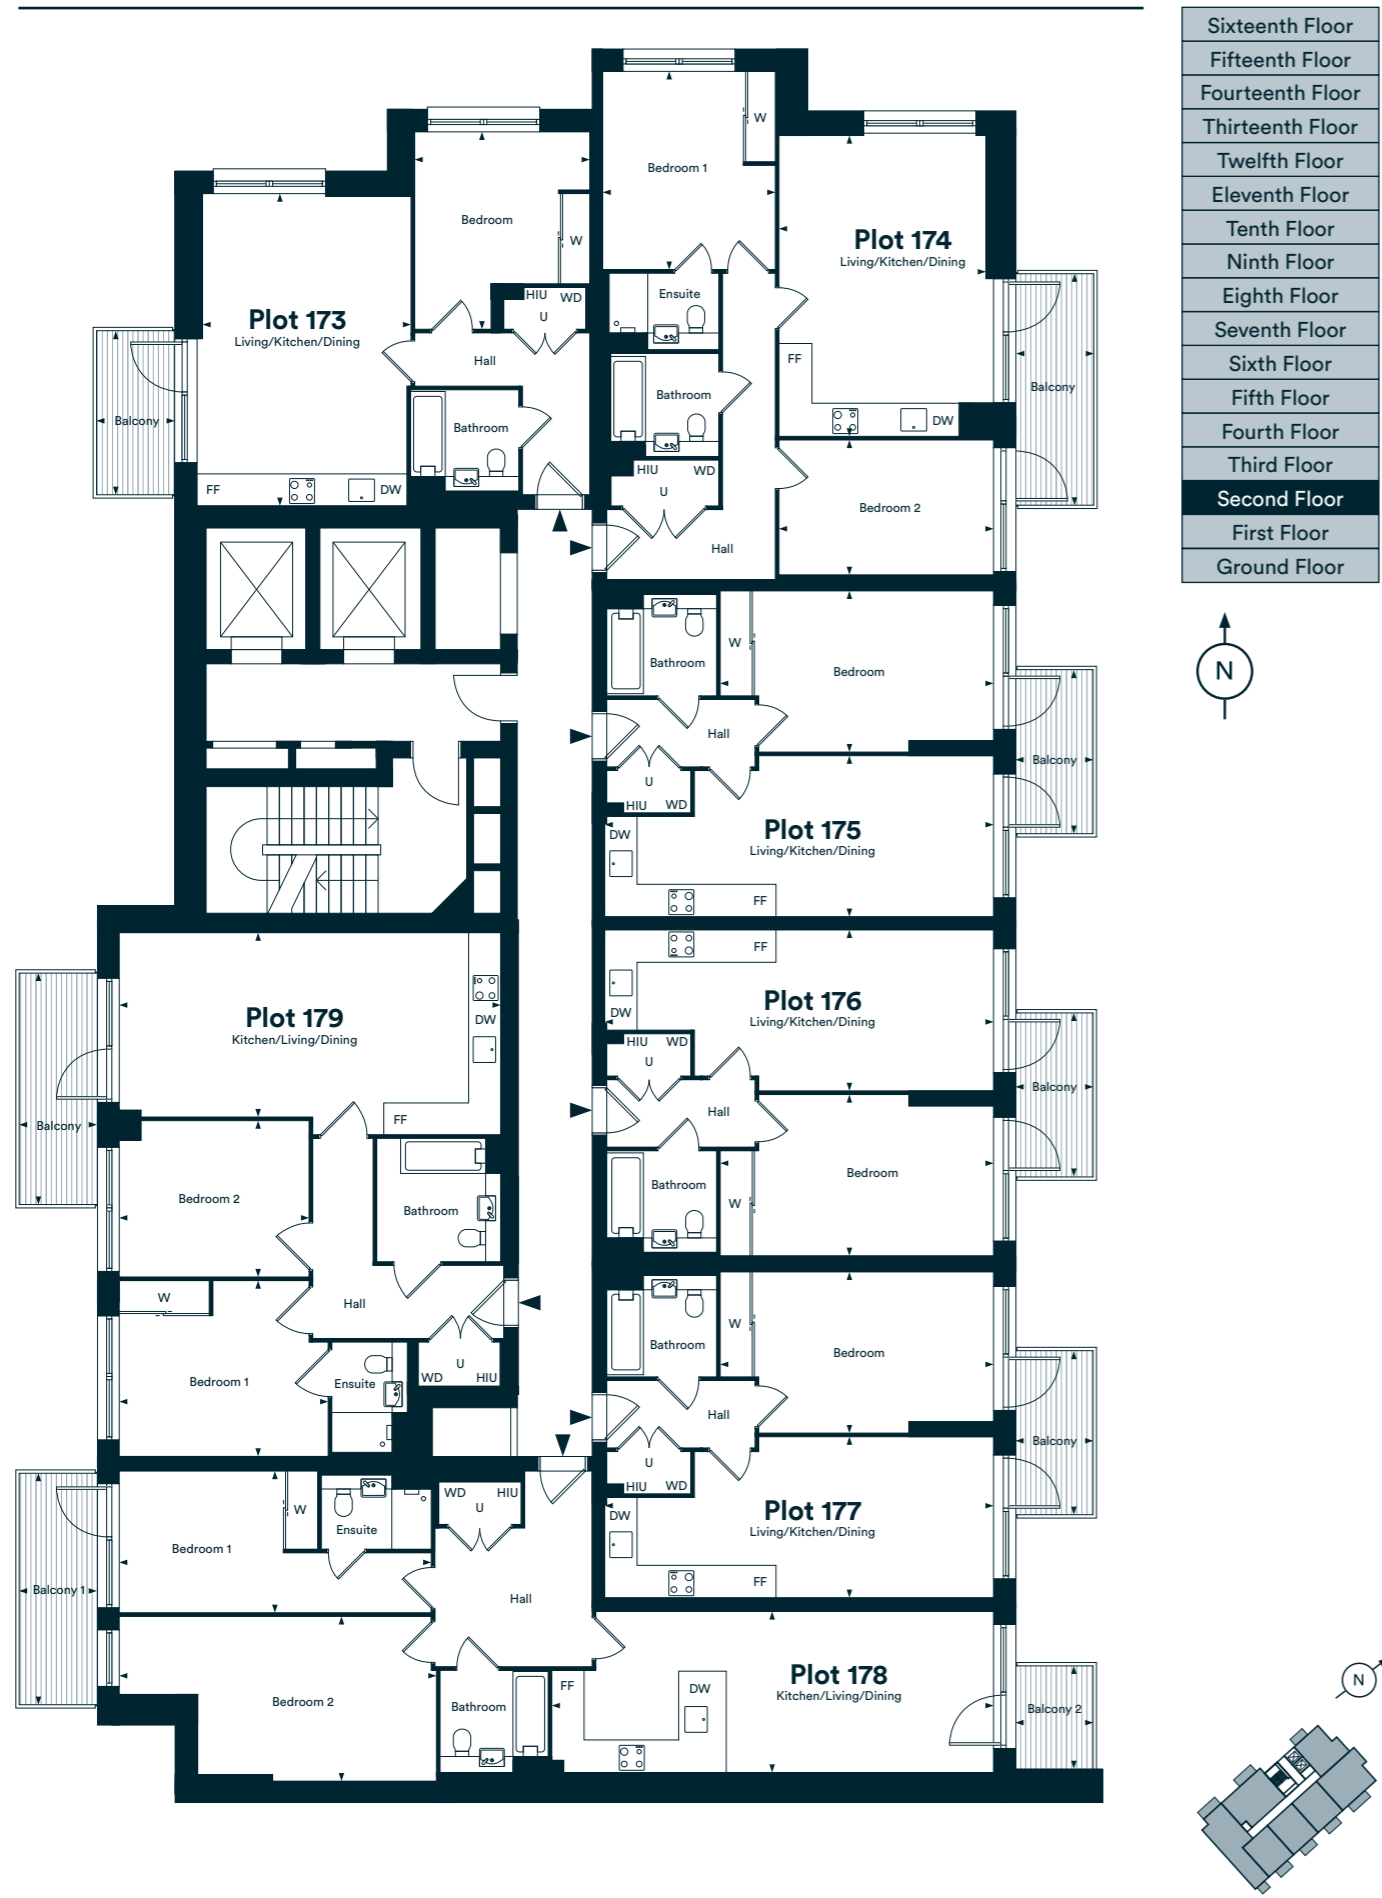 Sixteenth Floor
Fifteenth Floor
Fourteenth Floor
Thirteenth Floor
Twelfth Floor
Eleventh Floor
Tenth Floor
Ninth Floor
Eighth Floor
Seventh Floor
Sixth Floor
Fifth Floor
Fourth Floor
Third Floor
Second Floor
First Floor
Ground Floor
N
Plot 173
Living/Kitchen/Dining
Balcony
Bedroom
W
HIU WD
U
Hall
Bathroom
FF
DW
Bedroom 1
W
Plot 174
Living/Kitchen/Dining
Ensuite
FF
Bathroom
Balcony
DW
HIU WD
U
Bedroom 2
Hall
Bathroom
W
Bedroom
Hall
Balcony
U
HIU WD
DW
Plot 175
Living/Kitchen/Dining
FF
FF
Plot 176
Living/Kitchen/Dining
DW
HIU WD
U
Hall
Balcony
Bathroom
W
Bedroom
Plot 179
Kitchen/Living/Dining
DW
FF
Balcony
Bedroom 2
Bathroom
W
Hall
Bedroom 1
Ensuite
U
WD HIU
Bathroom
W
Bedroom
Hall
Balcony
U
HIU WD
DW
Plot 177
Living/Kitchen/Dining
FF
W
WD HIU
U
Ensuite
Bedroom 1
Balcony 1
Hall
Bedroom 2
Bathroom
FF
DW
Plot 178
Kitchen/Living/Dining
Balcony 2
N